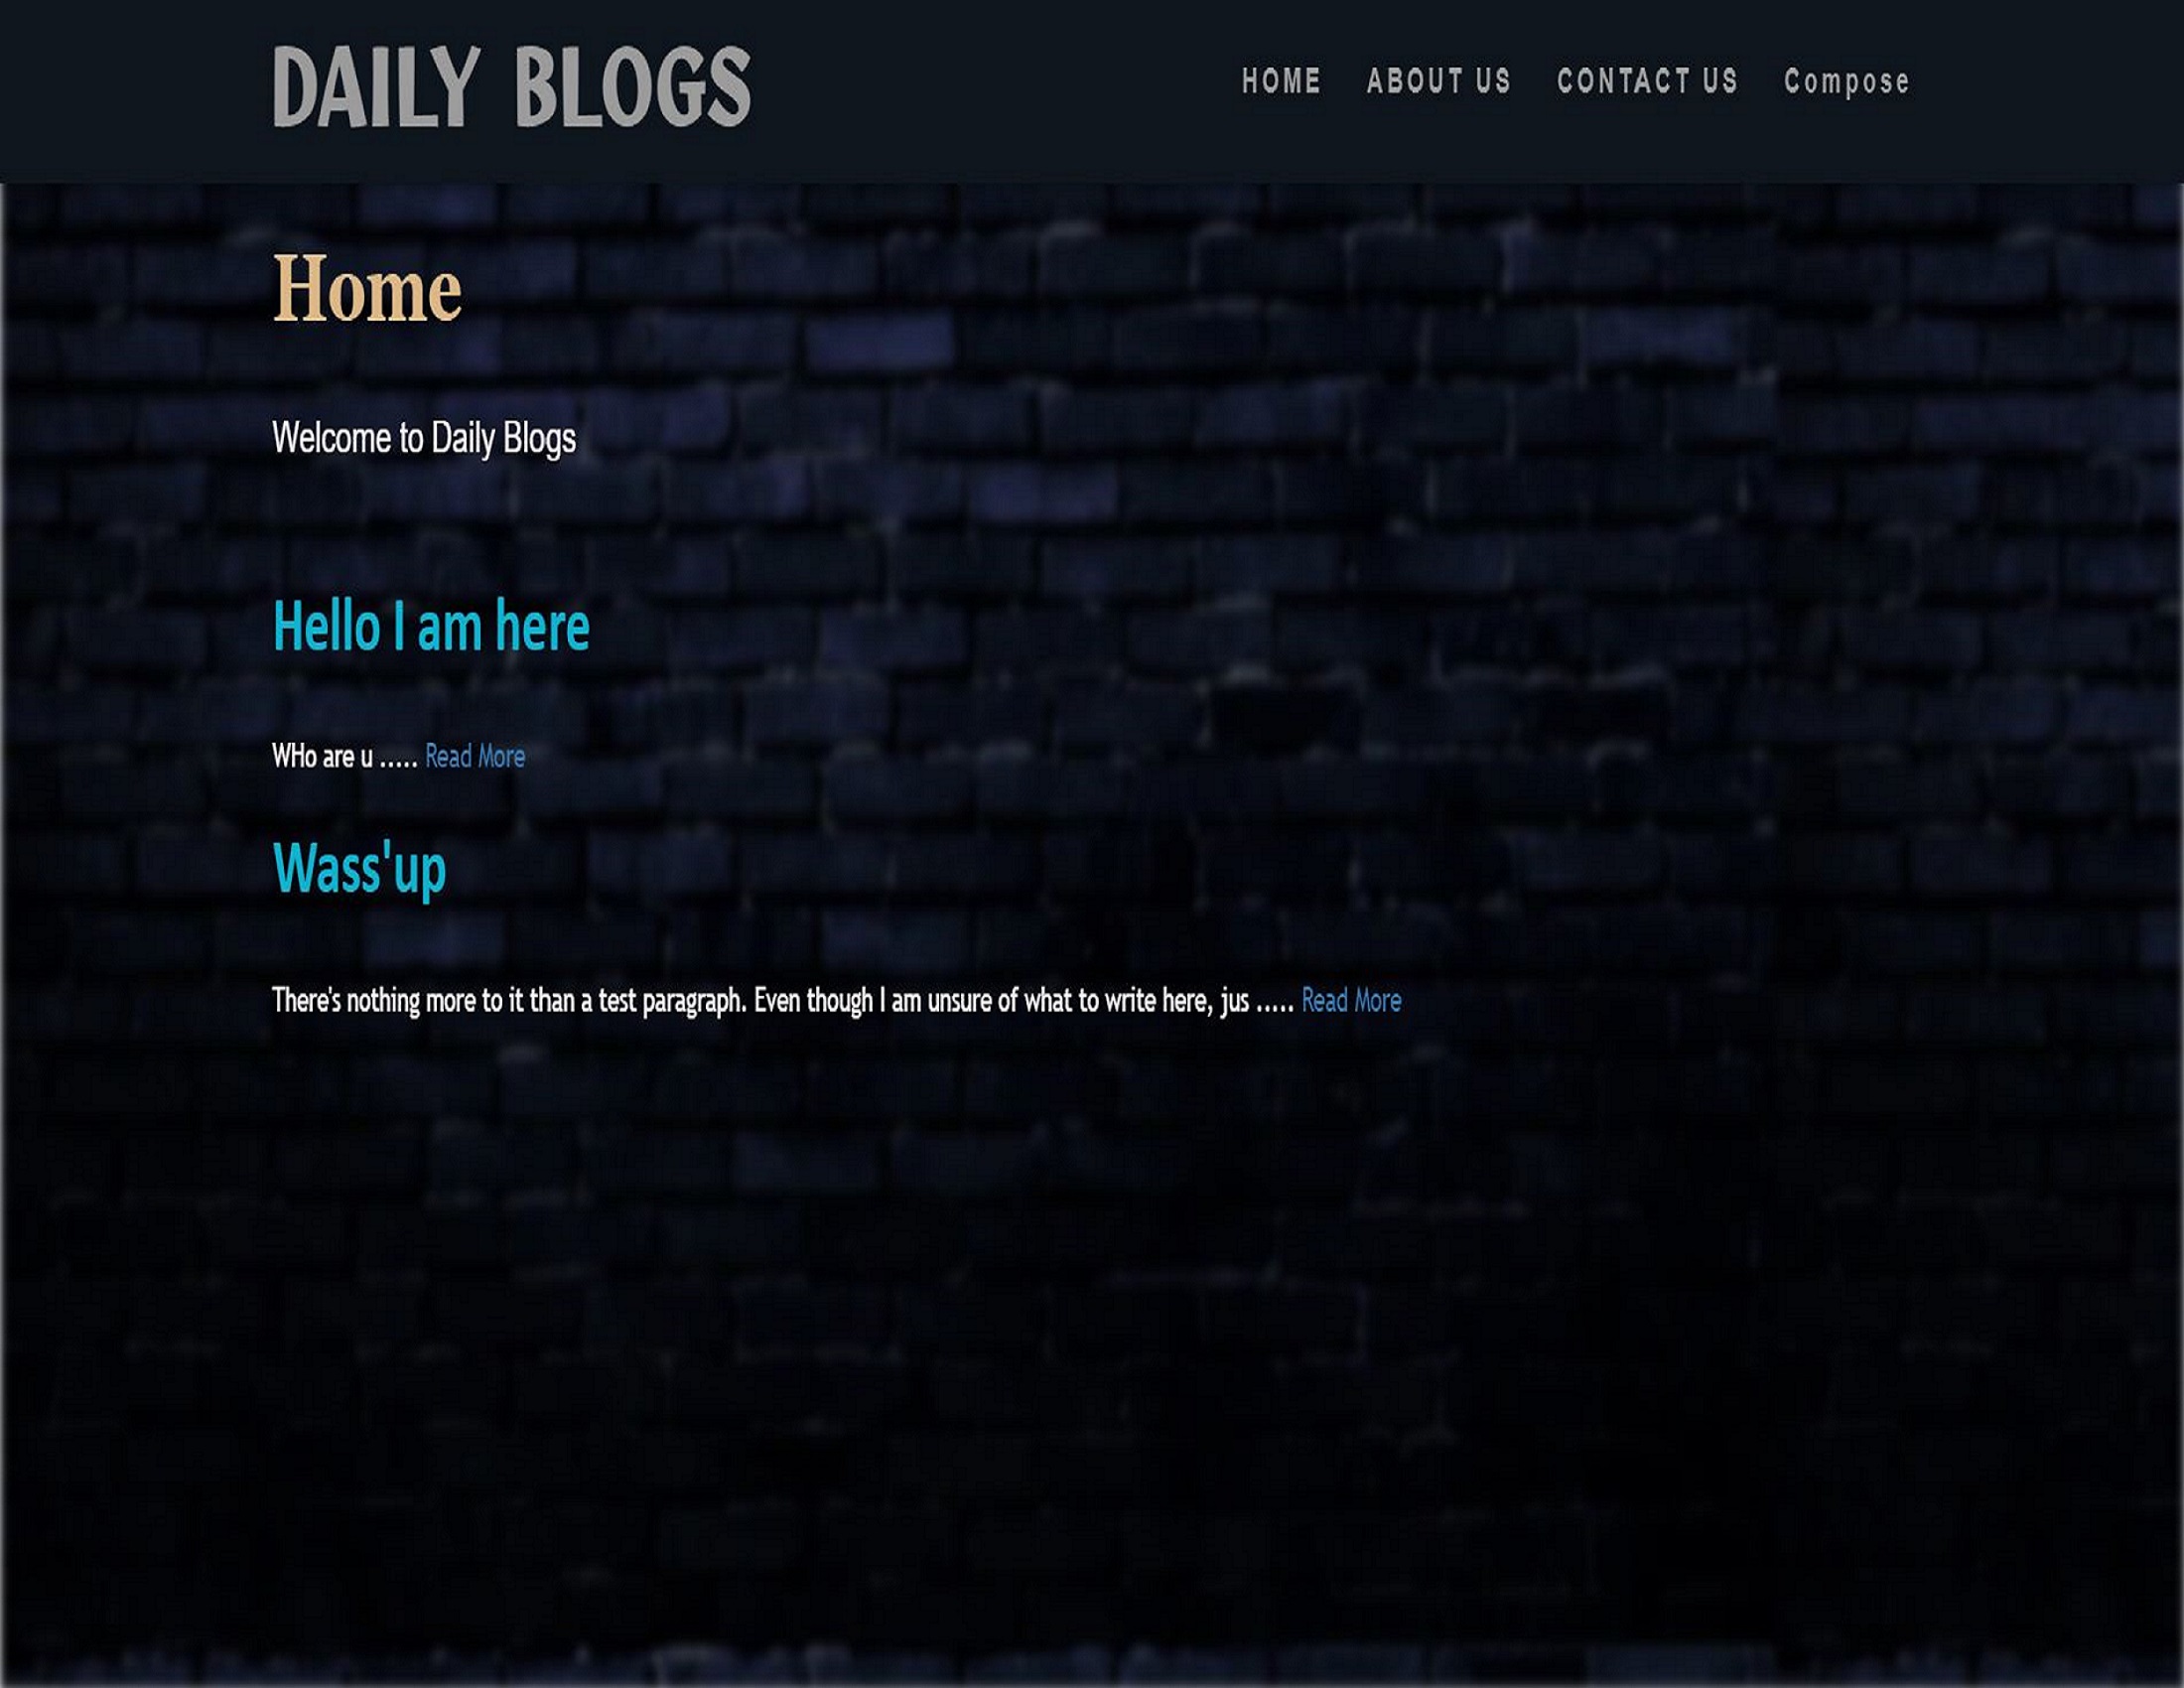 DAILY BLOGS
HOME ABOUT US CONTACT US Compose
Home
Welcome to Daily Blogs
Hello I am here
WHo are u ..... Read More
Wass'up
There's nothing more to it than a test paragraph. Even though I am unsure of what to write here, jus ..... Read More